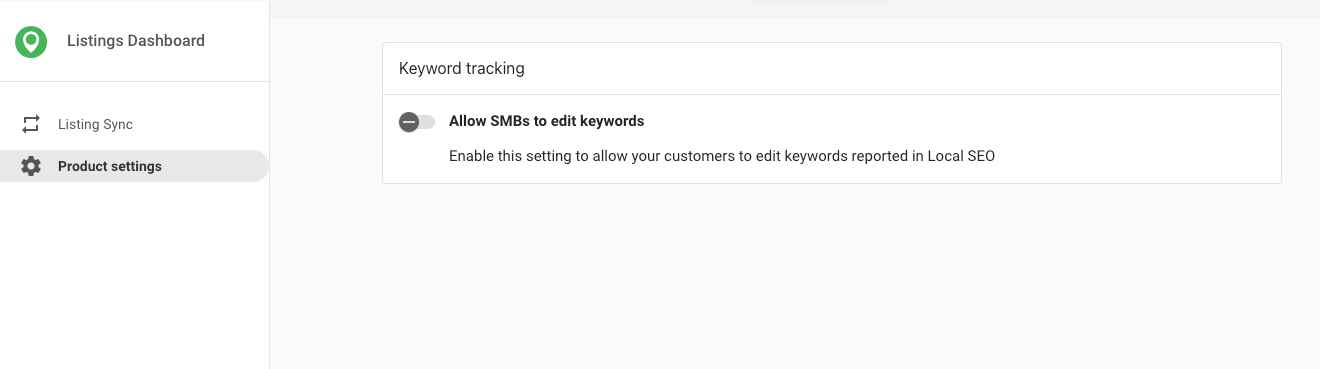 Listings Dashboard
Listing Sync
Product settings
Keyword tracking
Allow SMBs to edit keywords
Enable this setting to allow your customers to edit keywords reported in Local SEO